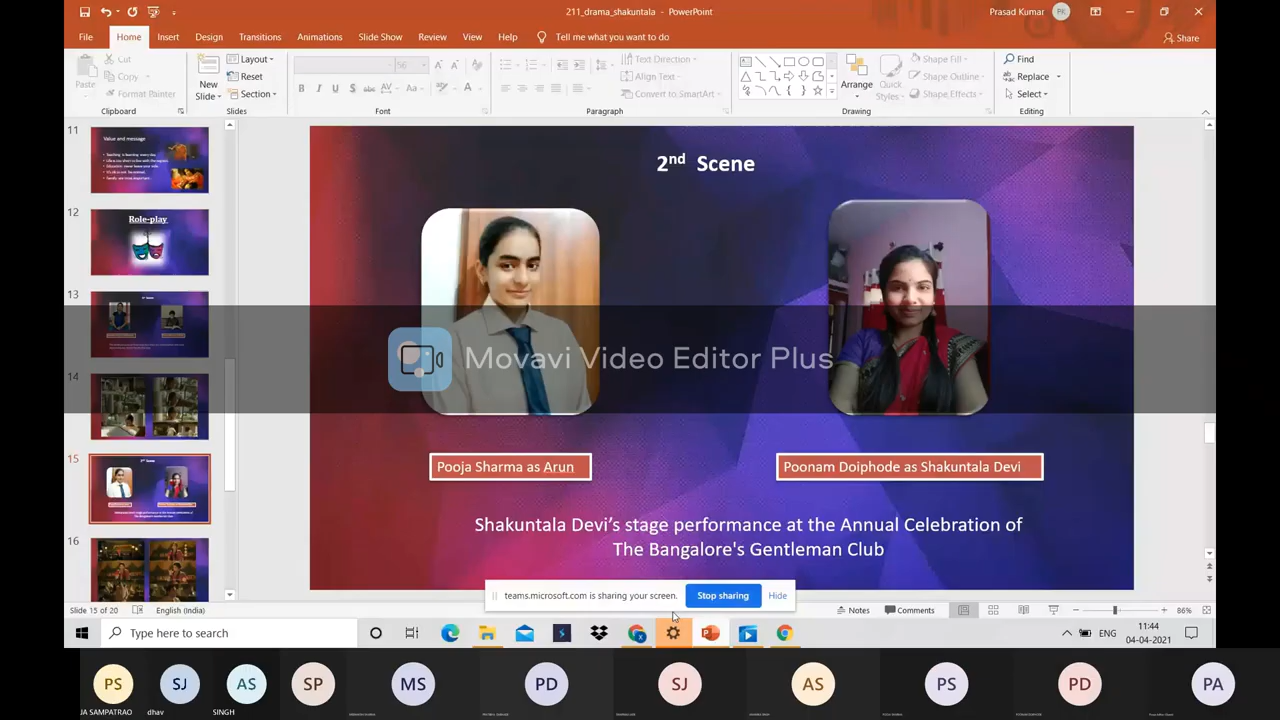 211_drama_shakuntala - PowerPoint
Prasad Kumar
PK
File Home Insert Design Transitions Animations Slide Show Review View Help Tell me what you want to do
Share
Cut
Copy
Format Painter
Paste
Clipboard
New
Slide
Layout
Reset
Section
Slides
56
Font
Text Direction
Align Text
Convert to SmartArt
Paragraph
Arrange
Quick
Styles
Shape Fill
Shape Outline
Shape Effects
Drawing
Find
Replace
Select
Editing
11
Value and message
12
Role-play
13
14
15
16
2nd Scene
Movavi Video Editor Plus
Pooja Sharma as Arun
Poonam Doiphode as Shakuntala Devi
Shakuntala Devi’s stage performance at the Annual Celebration of
The Bangalore's Gentleman Club
teams.microsoft.com is sharing your screen.
Stop sharing
Hide
Slide 15 of 20
English (India)
Notes
Comments
86%
Type here to search
ENG
11:44
04-04-2021
PS SJ AS SP MS PD SJ AS PS PD PA
JA SAMPATRAO dhav SINGH